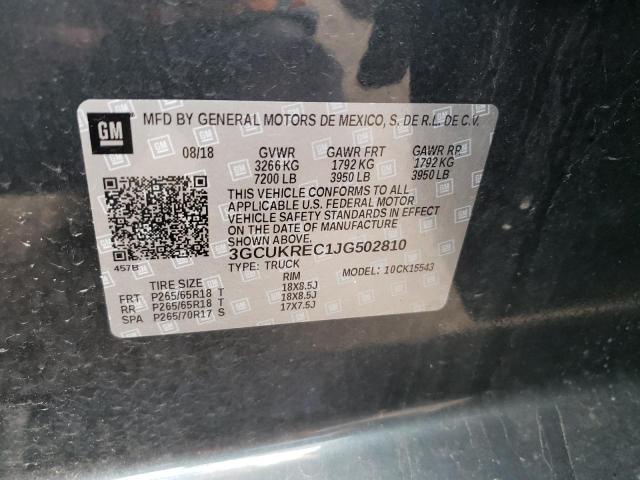 GM
MFD BY GENERAL MOTORS DE MEXICO, S. DE R.L. DE C.V.
08/18 GVWR GAWR FRT GAWR RR
3266 KG 1792 KG 1792 KG
7200 LB 3950 LB 3950 LB
THIS VEHICLE CONFORMS TO ALL
APPLICABLE U.S. FEDERAL MOTOR
VEHICLE SAFETY STANDARDS IN EFFECT
ON THE DATE OF MANUFACTURE
SHOWN ABOVE.
457B
3GCUKREC1JG502810
TYPE: TRUCK MODEL: 10CK15543
TIRE SIZE RIM
FRT P265/65R18 T 18X8.5J
RR P265/65R18 T 18X8.5J
SPA P265/70R17 S 17X7.5J